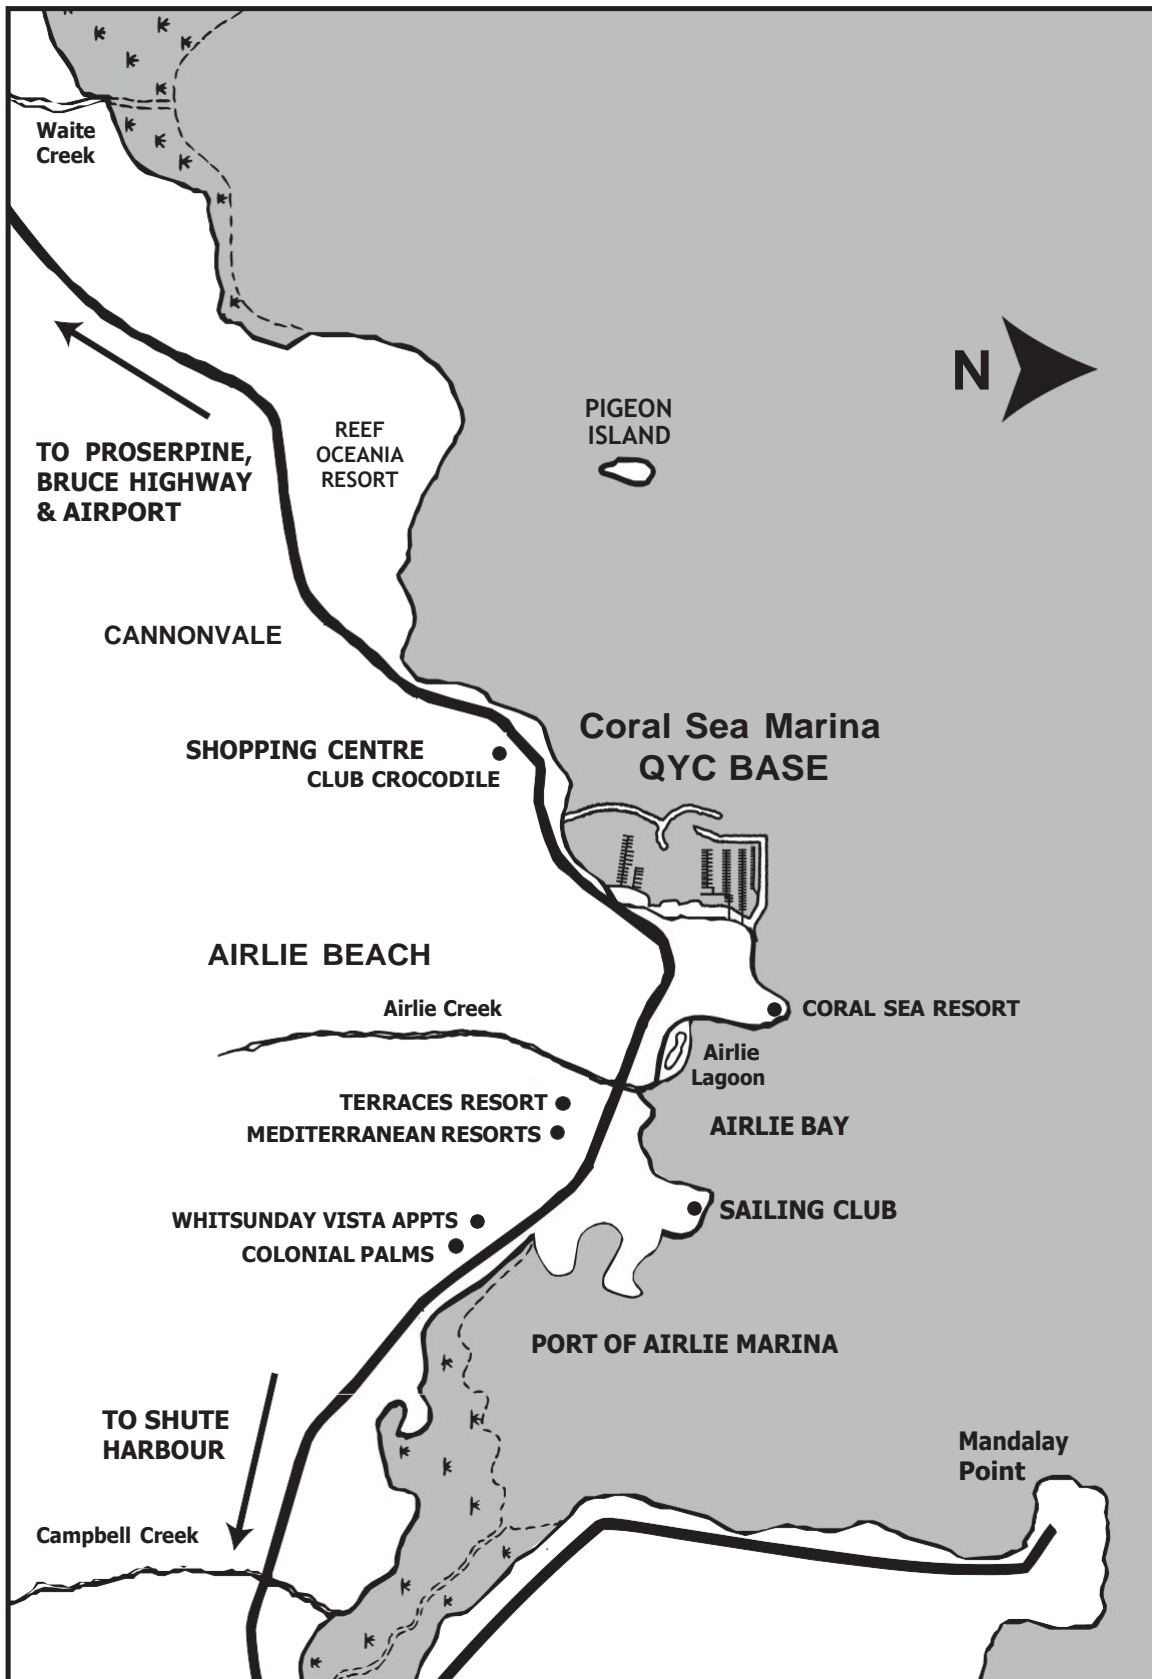 Waite
Creek
N
PIGEON
ISLAND
REEF
OCEANIA
RESORT
TO PROSERPINE,
BRUCE HIGHWAY
& AIRPORT
CANNONVALE
Coral Sea Marina
QYC BASE
SHOPPING CENTRE
CLUB CROCODILE
AIRLIE BEACH
Airlie Creek
CORAL SEA RESORT
Airlie
Lagoon
TERRACES RESORT
MEDITERRANEAN RESORTS
AIRLIE BAY
WHITSUNDAY VISTA APPTS
COLONIAL PALMS
SAILING CLUB
PORT OF AIRLIE MARINA
TO SHUTE
HARBOUR
Mandalay
Point
Campbell Creek